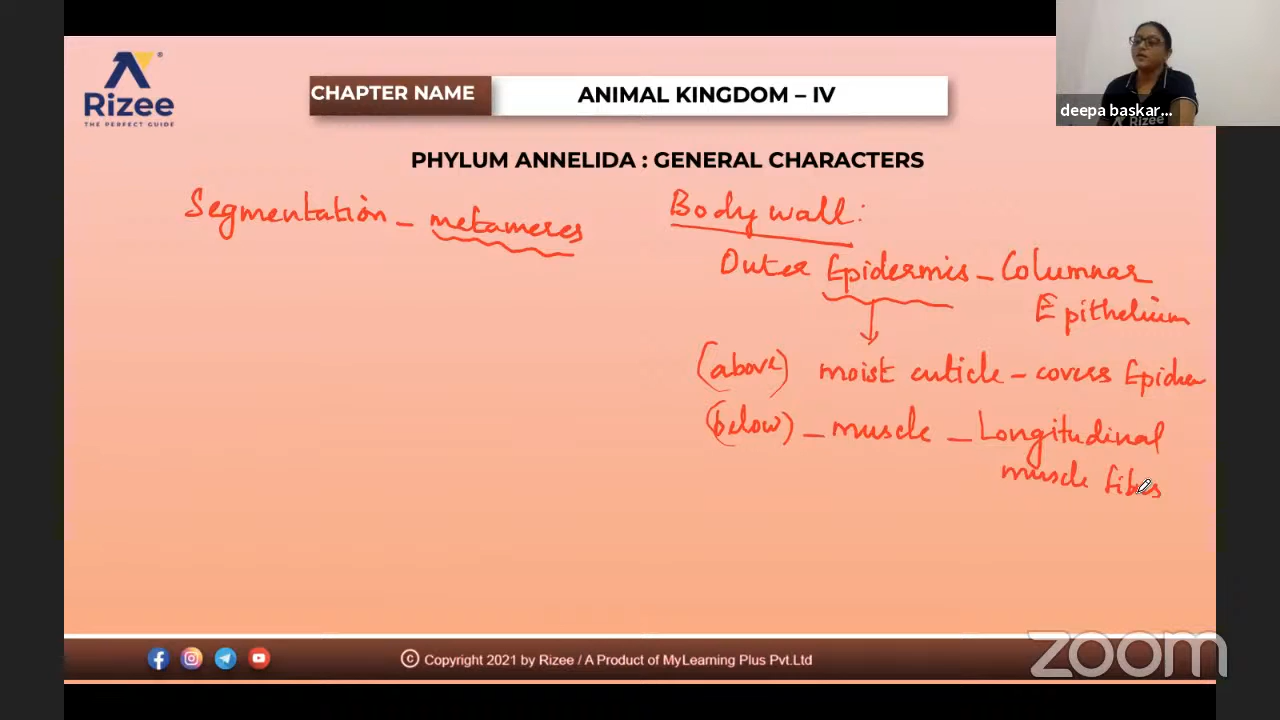 Rizee
THE PERFECT GUIDE
CHAPTER NAME
ANIMAL KINGDOM – IV
deepa baskar...
Rizee
PHYLUM ANNELIDA : GENERAL CHARACTERS
Segmentation - metameres
Body wall:
Outer Epidermis - Columnar
Epithelium
(above) moist cuticle - covers Epider
(below) - muscle - Longitudinal
muscle fibres
© Copyright 2021 by Rizee / A Product of MyLearning Plus Pvt.Ltd
zoom